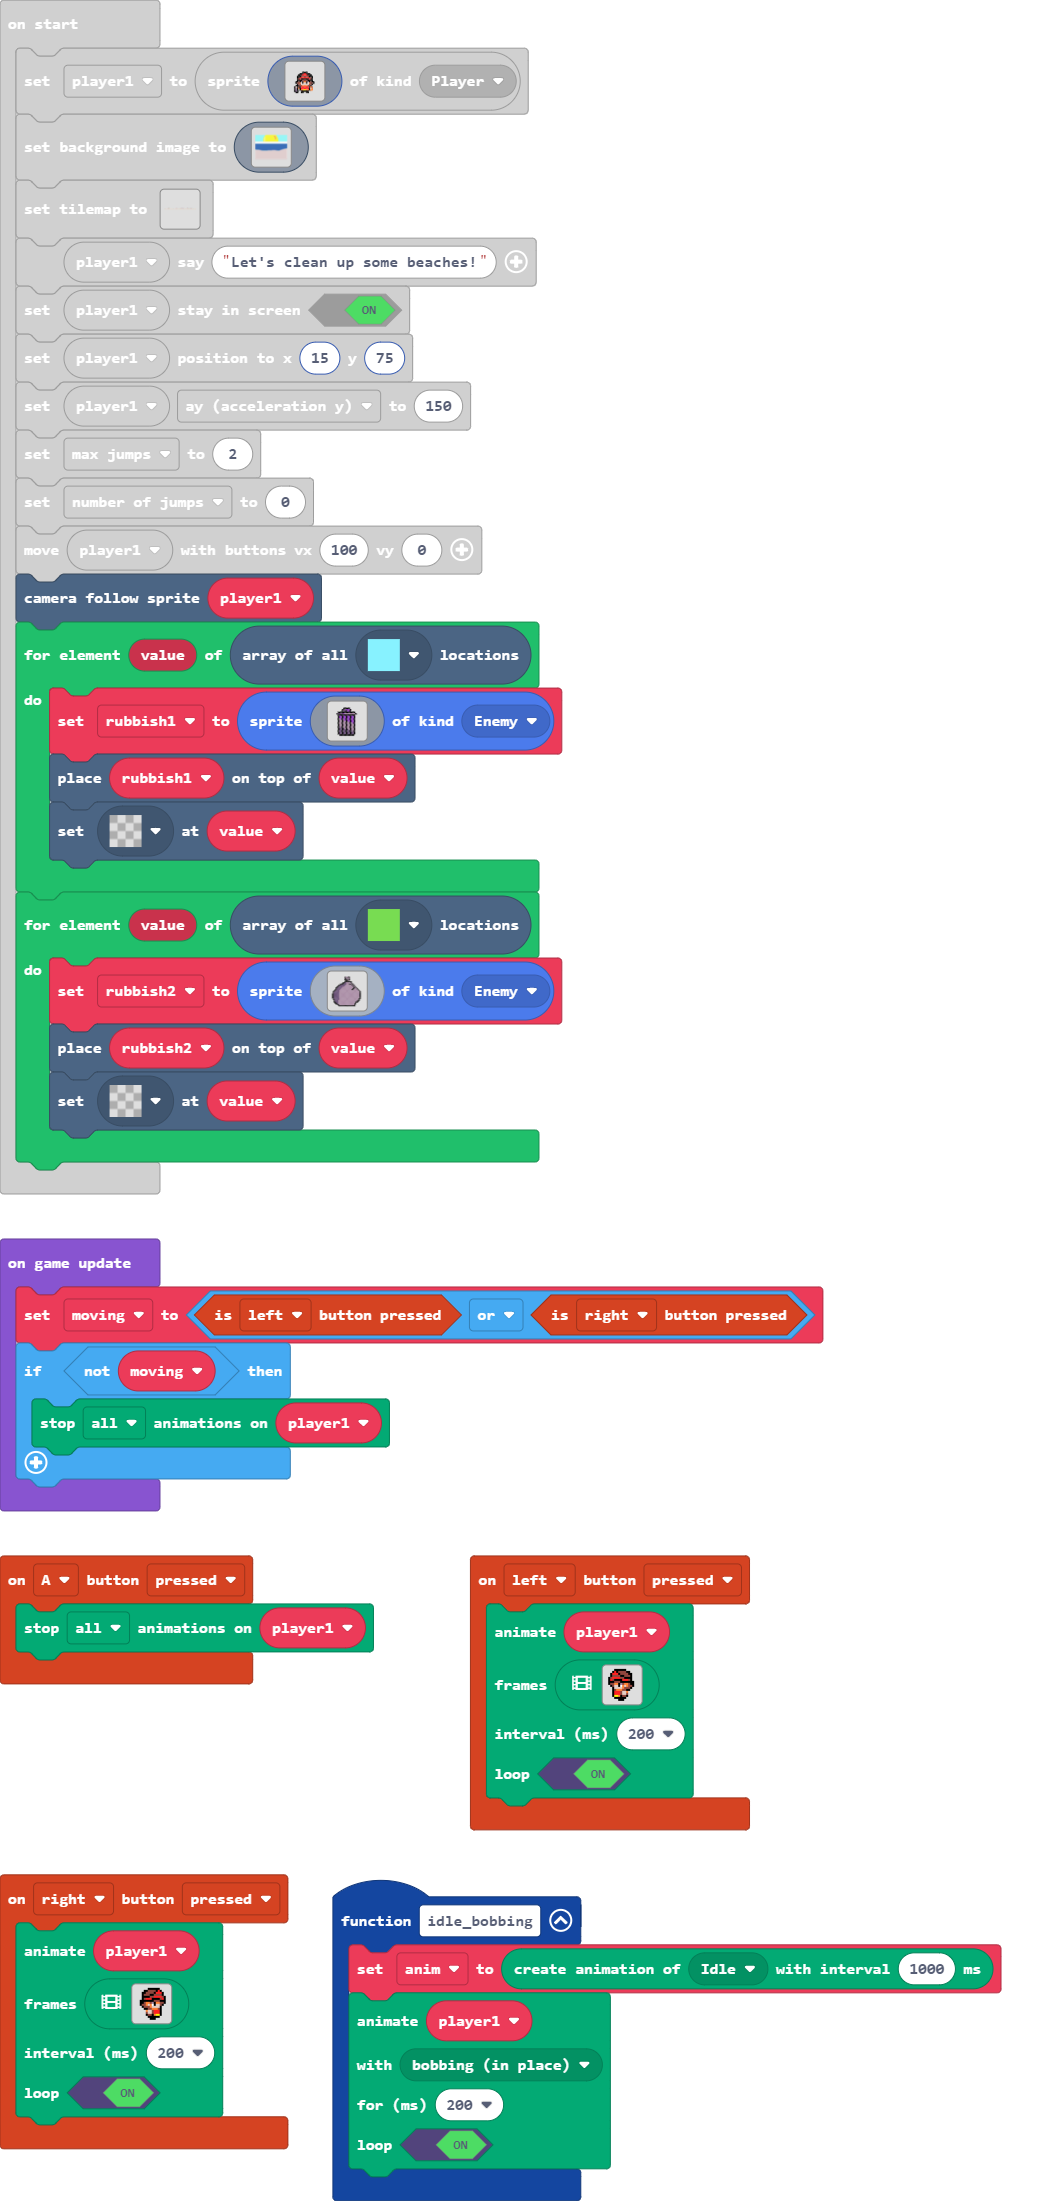 on start
set player1 to sprite of kind Player
set background image to
set tilemap to
player1 say "Let's clean up some beaches!"
set player1 stay in screen ON
set player1 position to x 15 y 75
set player1 ay (acceleration y) to 150
set max jumps to 2
set number of jumps to 0
move player1 with buttons vx 100 vy 0
camera follow sprite player1
for element value of array of all locations
do
set rubbish1 to sprite of kind Enemy
place rubbish1 on top of value
set at value
for element value of array of all locations
do
set rubbish2 to sprite of kind Enemy
place rubbish2 on top of value
set at value
on game update
set moving to is left button pressed or is right button pressed
if not moving then
stop all animations on player1
on A button pressed
stop all animations on player1
on left button pressed
animate player1
frames
interval (ms) 200
loop ON
on right button pressed
animate player1
frames
interval (ms) 200
loop ON
function idle_bobbing
set anim to create animation of Idle with interval 1000 ms
animate player1
with bobbing (in place)
for (ms) 200
loop ON